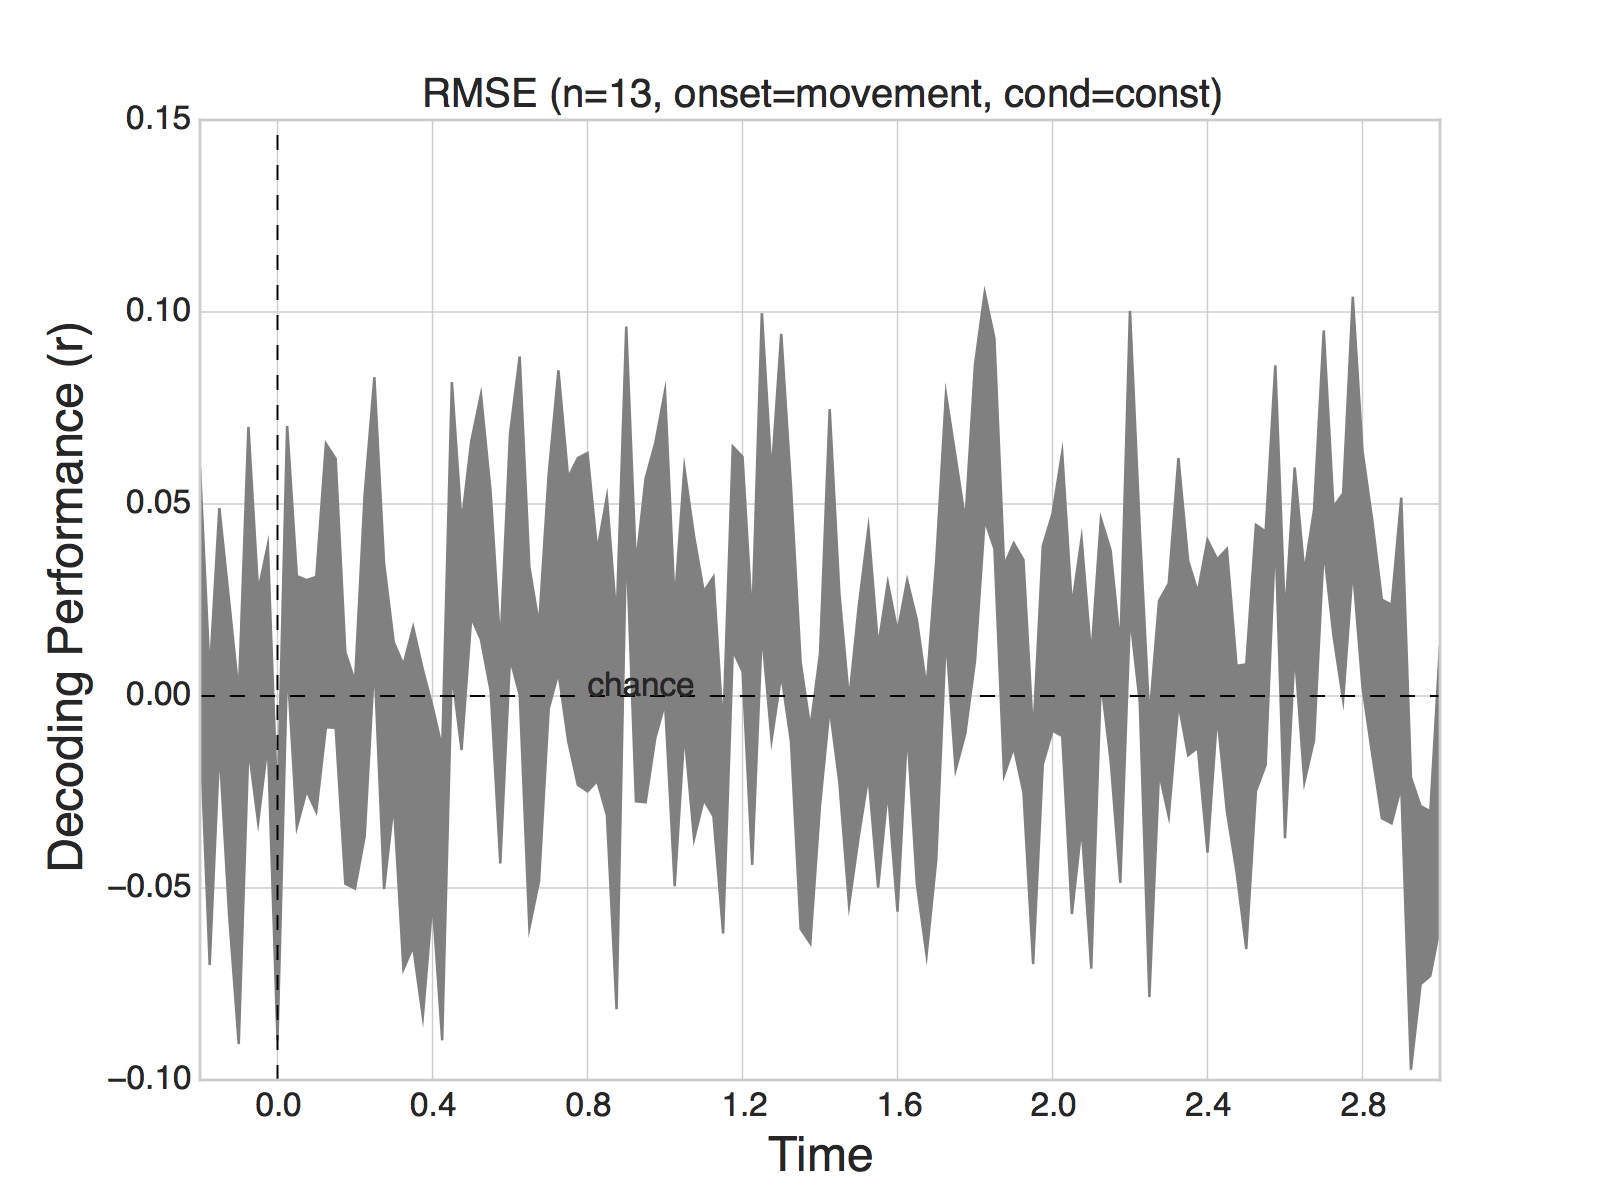 RMSE (n=13, onset=movement, cond=const)
0.15
0.10
0.05
0.00
−0.05
−0.10
Decoding Performance (r)
chance
0.0 0.4 0.8 1.2 1.6 2.0 2.4 2.8
Time